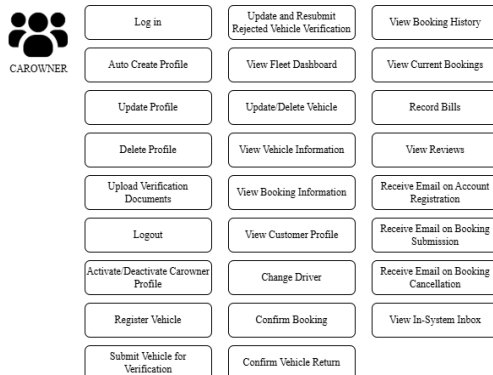 CAROWNER
Log in
Auto Create Profile
Update Profile
Delete Profile
Upload Verification
Documents
Logout
Activate/Deactivate Carowner
Profile
Register Vehicle
Submit Vehicle for
Verification
Update and Resubmit
Rejected Vehicle Verification
View Fleet Dashboard
Update/Delete Vehicle
View Vehicle Information
View Booking Information
View Customer Profile
Change Driver
Confirm Booking
Confirm Vehicle Return
View Booking History
View Current Bookings
Record Bills
View Reviews
Receive Email on Account
Registration
Receive Email on Booking
Submission
Receive Email on Booking
Cancellation
View In-System Inbox